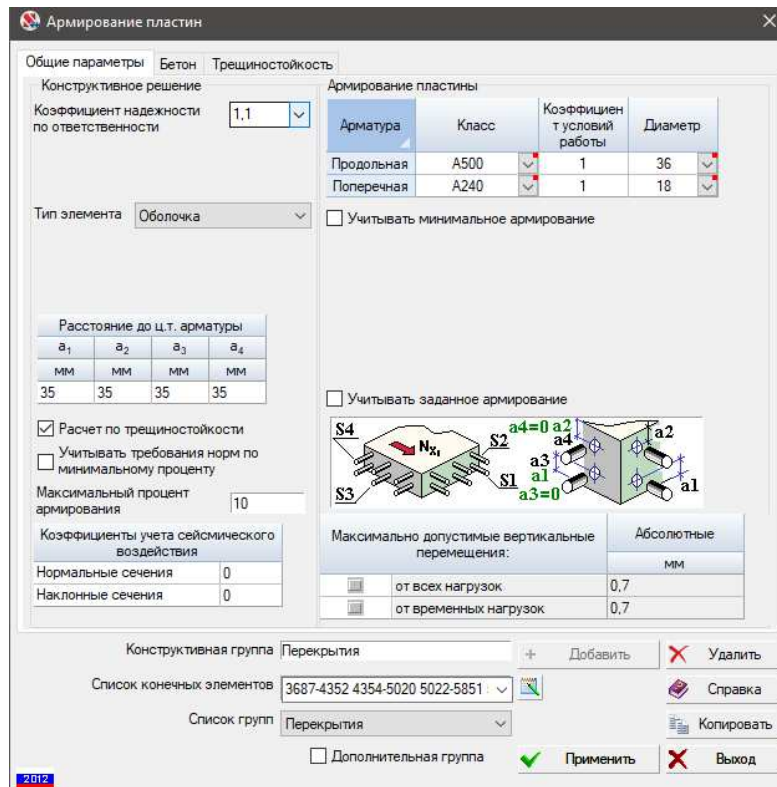 Армирование пластин
Общие параметры Бетон Трещиностойкость
Конструктивное решение
Коэффициент надежности
по ответственности
1,1
Тип элемента Оболочка
Расстояние до ц.т. арматуры
a1 a2 a3 a4
мм мм мм мм
35 35 35 35
Расчет по трещиностойкости
Учитывать требования норм по
минимальному проценту
Максимальный процент
армирования
10
Коэффициенты учета сейсмического
воздействия
Нормальные сечения 0
Наклонные сечения 0
Армирование пластины
Арматура Класс Коэффициен
т условий
работы
Диаметр
Продольная A500 1 36
Поперечная A240 1 18
Учитывать минимальное армирование
Учитывать заданное армирование
S4 Nx1 S2 S3 S1
a4=0 a2 a4 a2
a3 a1 a1
a3=0
Максимально допустимые вертикальные
перемещения:
Абсолютные
мм
от всех нагрузок 0,7
от временных нагрузок 0,7
Конструктивная группа Перекрытия
Добавить Удалить
Список конечных элементов 3687-4352 4354-5020 5022-5851
Справка
Список групп Перекрытия
Копировать
Дополнительная группа Применить Выход
2012